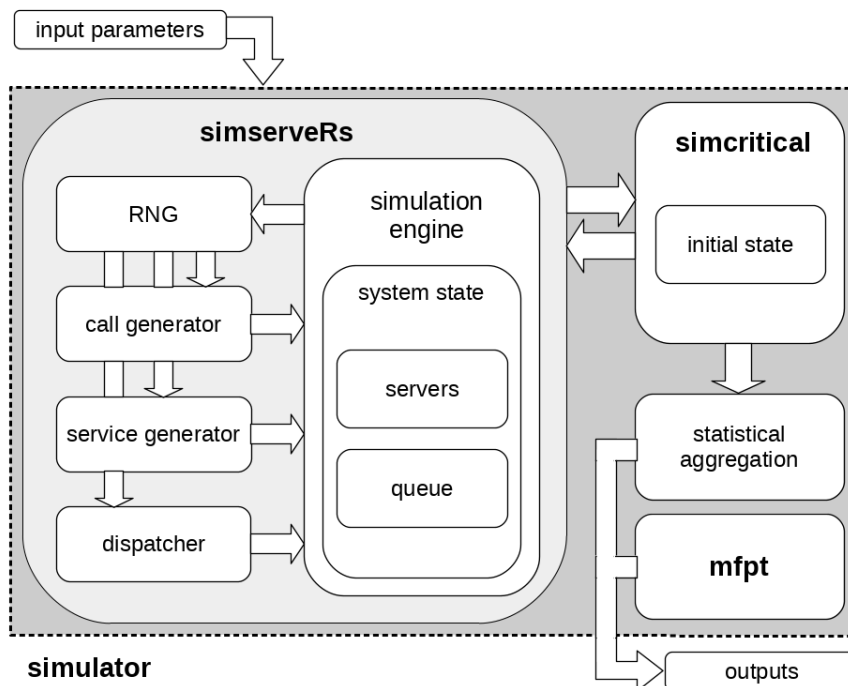 input parameters
simserveRs
RNG
call generator
service generator
dispatcher
simulation
engine
system state
servers
queue
simcritical
initial state
statistical
aggregation
mfpt
simulator
outputs